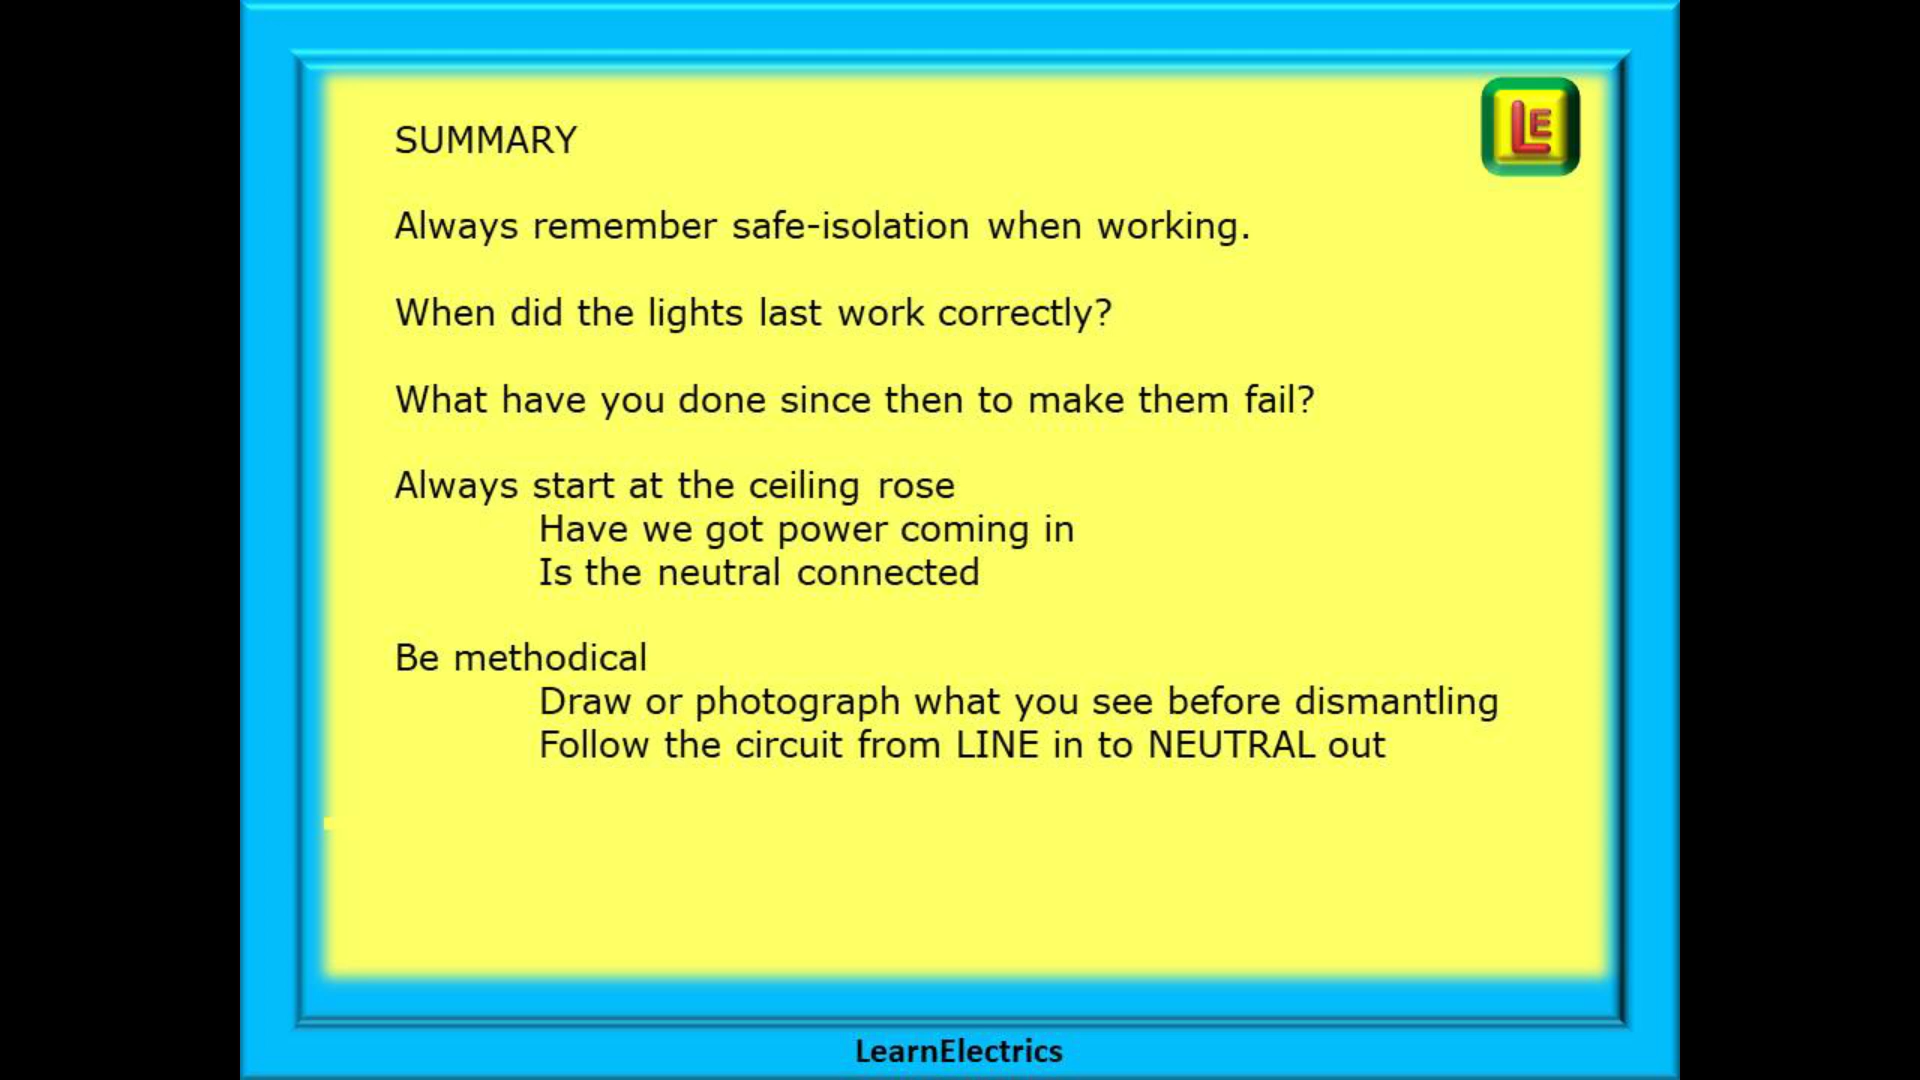 SUMMARY
LE
Always remember safe-isolation when working.
When did the lights last work correctly?
What have you done since then to make them fail?
Always start at the ceiling rose
Have we got power coming in
Is the neutral connected
Be methodical
Draw or photograph what you see before dismantling
Follow the circuit from LINE in to NEUTRAL out
LearnElectrics